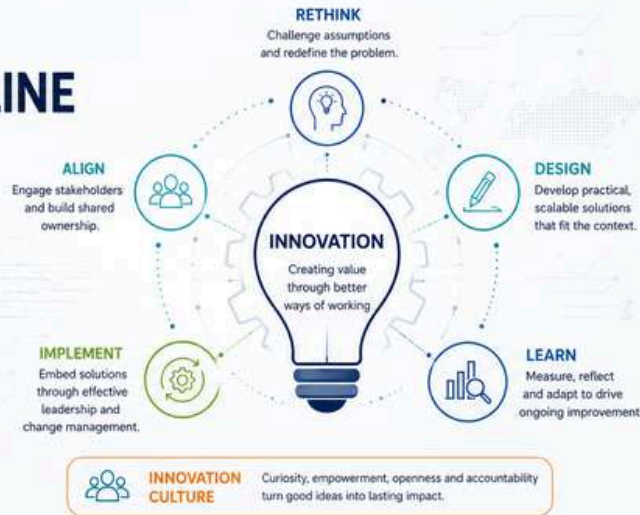 RETHINK
Challenge assumptions
and redefine the problem.
ALIGN
Engage stakeholders
and build shared
ownership.
DESIGN
Develop practical,
scalable solutions
that fit the context.
INNOVATION
Creating value
through better
ways of working
IMPLEMENT
Embed solutions
through effective
leadership and
change management.
LEARN
Measure, reflect
and adapt to drive
ongoing improvement
INNOVATION
CULTURE
Curiosity, empowerment, openness and accountability
turn good ideas into lasting impact.